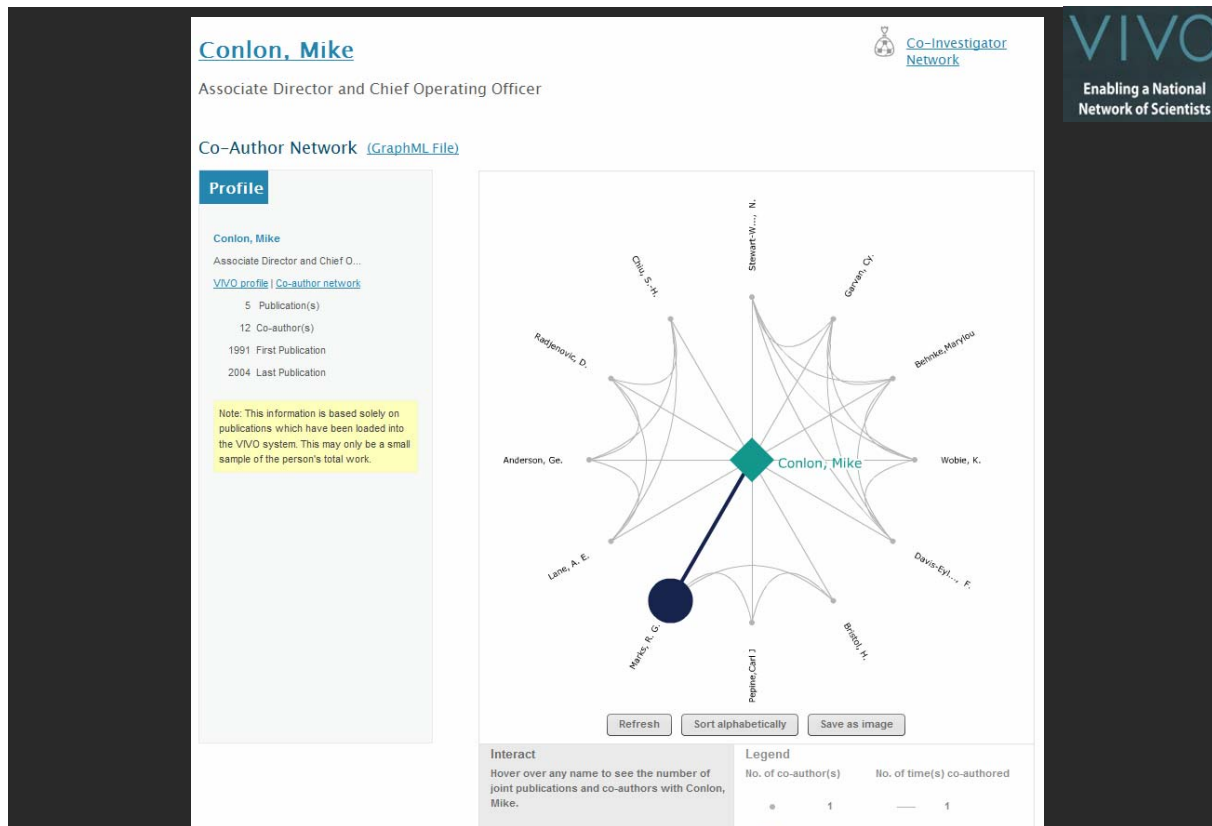 Conlon, Mike
Co-Investigator
Network
Associate Director and Chief Operating Officer
VIVO
Enabling a National
Network of Scientists
Co-Author Network (GraphML File)
Profile
Conlon, Mike
Associate Director and Chief O...
VIVO profile | Co-author network
5 Publication(s)
12 Co-author(s)
1991 First Publication
2004 Last Publication
Note: This information is based solely on
publications which have been loaded into
the VIVO system. This may only be a small
sample of the person's total work.
Stewart-W..., N.
Garvan, Cy.
Behnke,Marylou
Wobie, K.
Davis-Eyl..., F.
Bristol, H.
Pepine,Carl J
Marks, R. G.
Lane, A. E.
Anderson, Ge.
Radjenovic, D.
Chiu, S.-H.
Conlon, Mike
Refresh
Sort alphabetically
Save as image
Interact
Hover over any name to see the number of
joint publications and co-authors with Conlon,
Mike.
Legend
No. of co-author(s) No. of time(s) co-authored
1 1